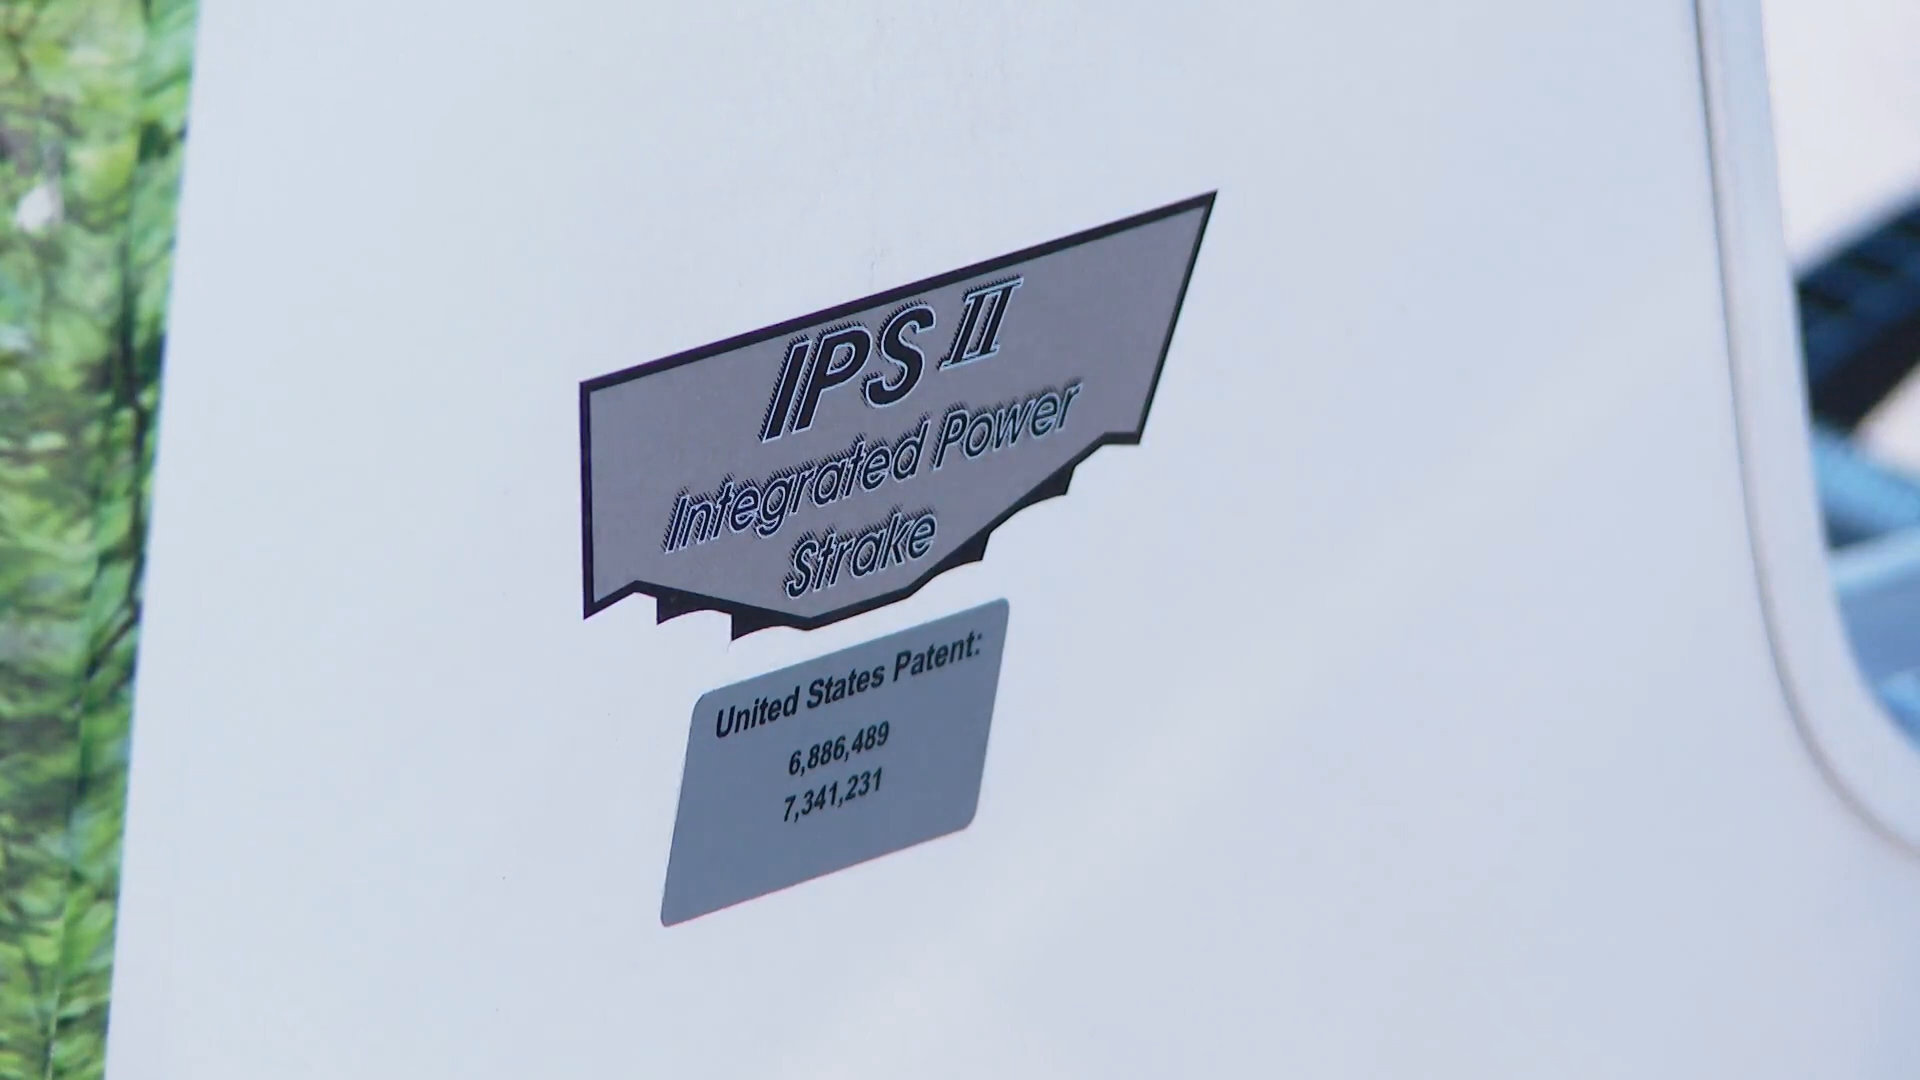 IPS II
Integrated Power
Strake
United States Patent:
6,886,489
7,341,231